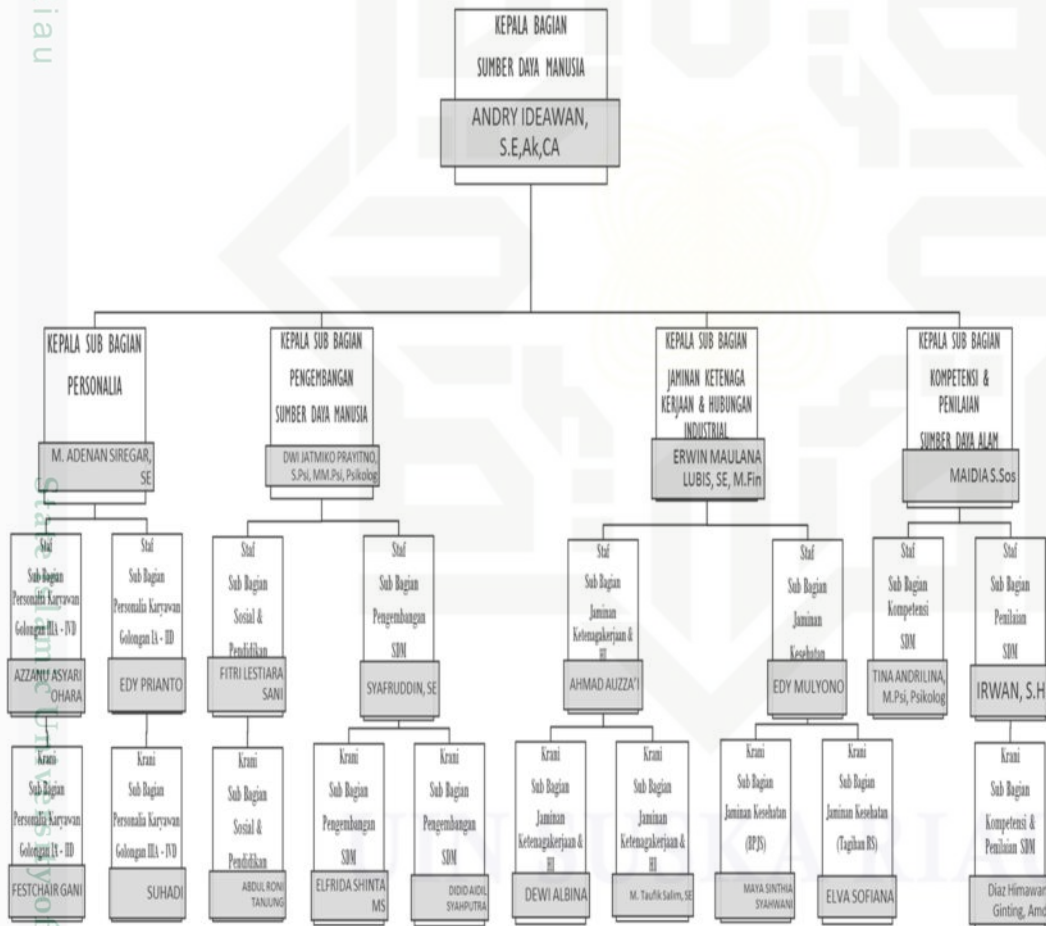 iau
KEPALA BAGIAN
SUMBER DAYA MANUSIA
ANDRY IDEAWAN,
S.E,Ak,CA
KEPALA SUB BAGIAN
PERSONALIA
M. ADENAN SIREGAR,
SE
KEPALA SUB BAGIAN
PENGEMBANGAN
SUMBER DAYA MANUSIA
DWI JATMIKO PRAYITNO,
S.Psi, MM.Psi, Psikolog
KEPALA SUB BAGIAN
JAMINAN KETENAGA
KERJAAN & HUBUNGAN
INDUSTRIAL
ERWIN MAULANA
LUBIS, SE, M.Fin
KEPALA SUB BAGIAN
KOMPETENSI &
PENILAIAN
SUMBER DAYA ALAM
MAIDIA S.Sos
Staf
Sub Bagian
Personalia Karyawan
Golongan IIIA - IVD
AZZANU ASYARI
OHARA
Staf
Sub Bagian
Personalia Karyawan
Golongan IA - IID
EDY PRIANTO
Staf
Sub Bagian
Sosial &
Pendidikan
FITRI LESTIARA
SANI
Staf
Sub Bagian
Pengembangan
SDM
SYAFRUDDIN, SE
Staf
Sub Bagian
Jaminan
Ketenagakerjaan &
HI
AHMAD AUZZA'I
Staf
Sub Bagian
Jaminan
Kesehatan
EDY MULYONO
Staf
Sub Bagian
Kompetensi
SDM
TINA ANDRILINA,
M.Psi, Psikolog
Staf
Sub Bagian
Penilaian
SDM
IRWAN, S.H
Krani
Sub Bagian
Personalia Karyawan
Golongan IA - IID
FESTCHAIR GANI
Krani
Sub Bagian
Personalia Karyawan
Golongan IIIA - IVD
SUHADI
Krani
Sub Bagian
Sosial &
Pendidikan
ABDUL RONI
TANJUNG
Krani
Sub Bagian
Pengembangan
SDM
ELFRIDA SHINTA
MS
Krani
Sub Bagian
Pengembangan
SDM
DIDID AIDIL
SYAHPUTRA
Krani
Sub Bagian
Jaminan
Ketenagakerjaan &
HI
DEWI ALBINA
Krani
Sub Bagian
Jaminan
Ketenagakerjaan &
HI
M. Taufik Salim, SE
Krani
Sub Bagian
Jaminan Kesehatan
(BPJS)
MAYA SINTHIA
SYAHWANI
Krani
Sub Bagian
Jaminan Kesehatan
(Tagihan RS)
ELVA SOFIANA
Krani
Sub Bagian
Kompetensi &
Penilaian SDM
Diaz Himawan
Ginting, Amd
State Islamic University of
UIN SUSKA RIAU